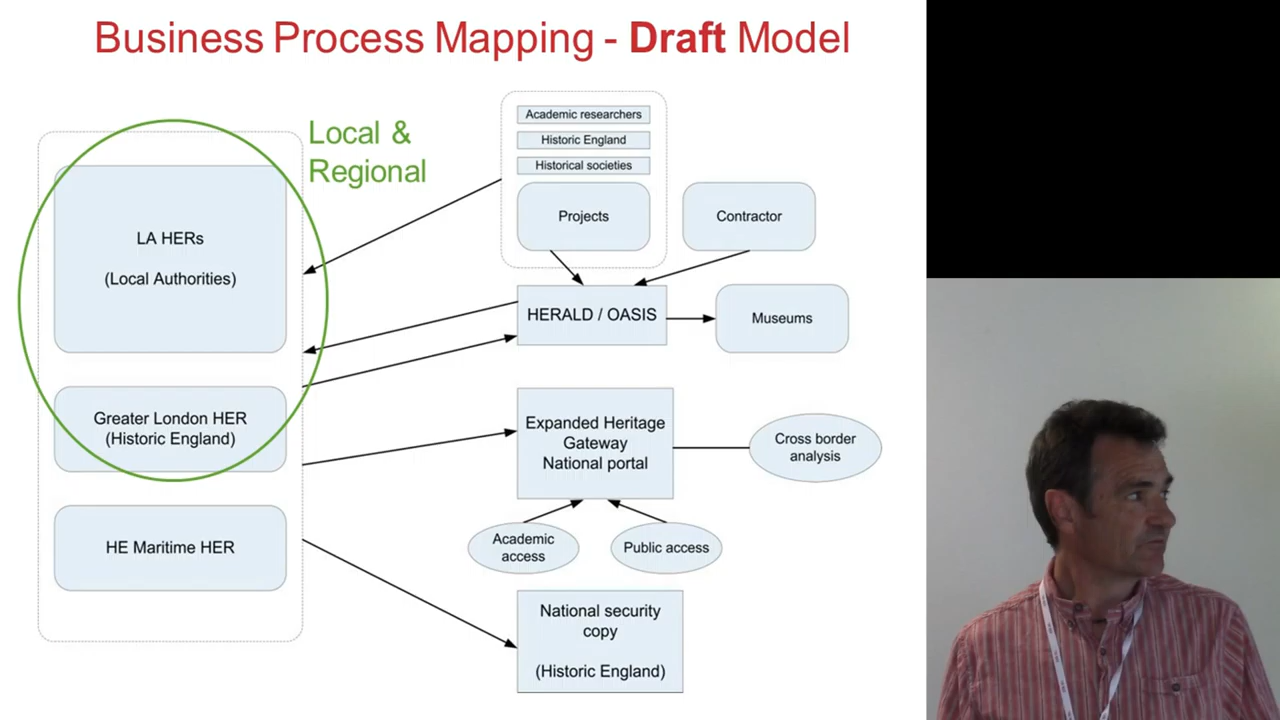 Business Process Mapping - Draft Model
Local &
Regional
LA HERs
(Local Authorities)
Greater London HER
(Historic England)
HE Maritime HER
Academic researchers
Historic England
Historical societies
Projects
Contractor
HERALD / OASIS
Museums
Expanded Heritage
Gateway
National portal
Cross border
analysis
Academic
access
Public access
National security
copy
(Historic England)